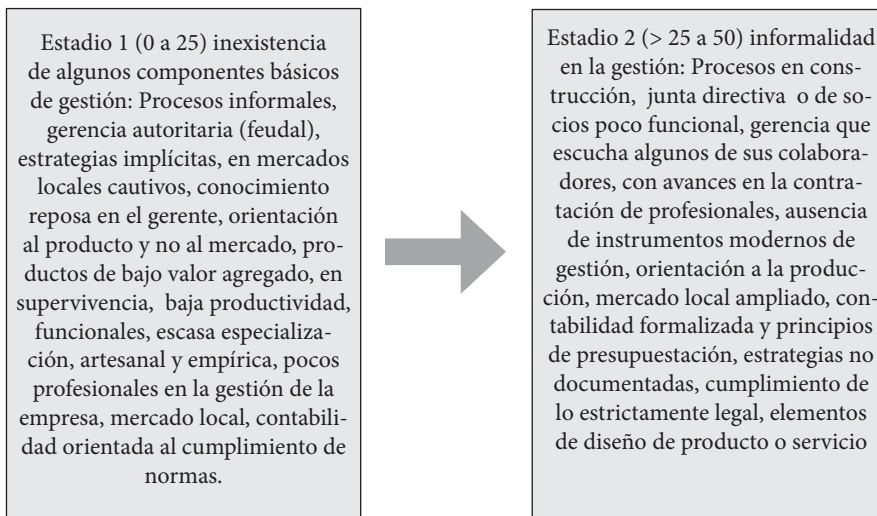 Estadio 1 (0 a 25) inexistencia
de algunos componentes básicos
de gestión: Procesos informales,
gerencia autoritaria (feudal),
estrategias implícitas, en mercados
locales cautivos, conocimiento
reposa en el gerente, orientación
al producto y no al mercado, pro-
ductos de bajo valor agregado, en
supervivencia, baja productividad,
funcionales, escasa especializa-
ción, artesanal y empírica, pocos
profesionales en la gestión de la
empresa, mercado local, contabili-
dad orientada al cumplimiento de
normas.
Estadio 2 (> 25 a 50) informalidad
en la gestión: Procesos en cons-
trucción, junta directiva o de so-
cios poco funcional, gerencia que
escucha algunos de sus colabora-
dores, con avances en la contra-
tación de profesionales, ausencia
de instrumentos modernos de
gestión, orientación a la produc-
ción, mercado local ampliado, con-
tabilidad formalizada y principios
de presupuestación, estrategias no
documentadas, cumplimiento de
lo estrictamente legal, elementos
de diseño de producto o servicio